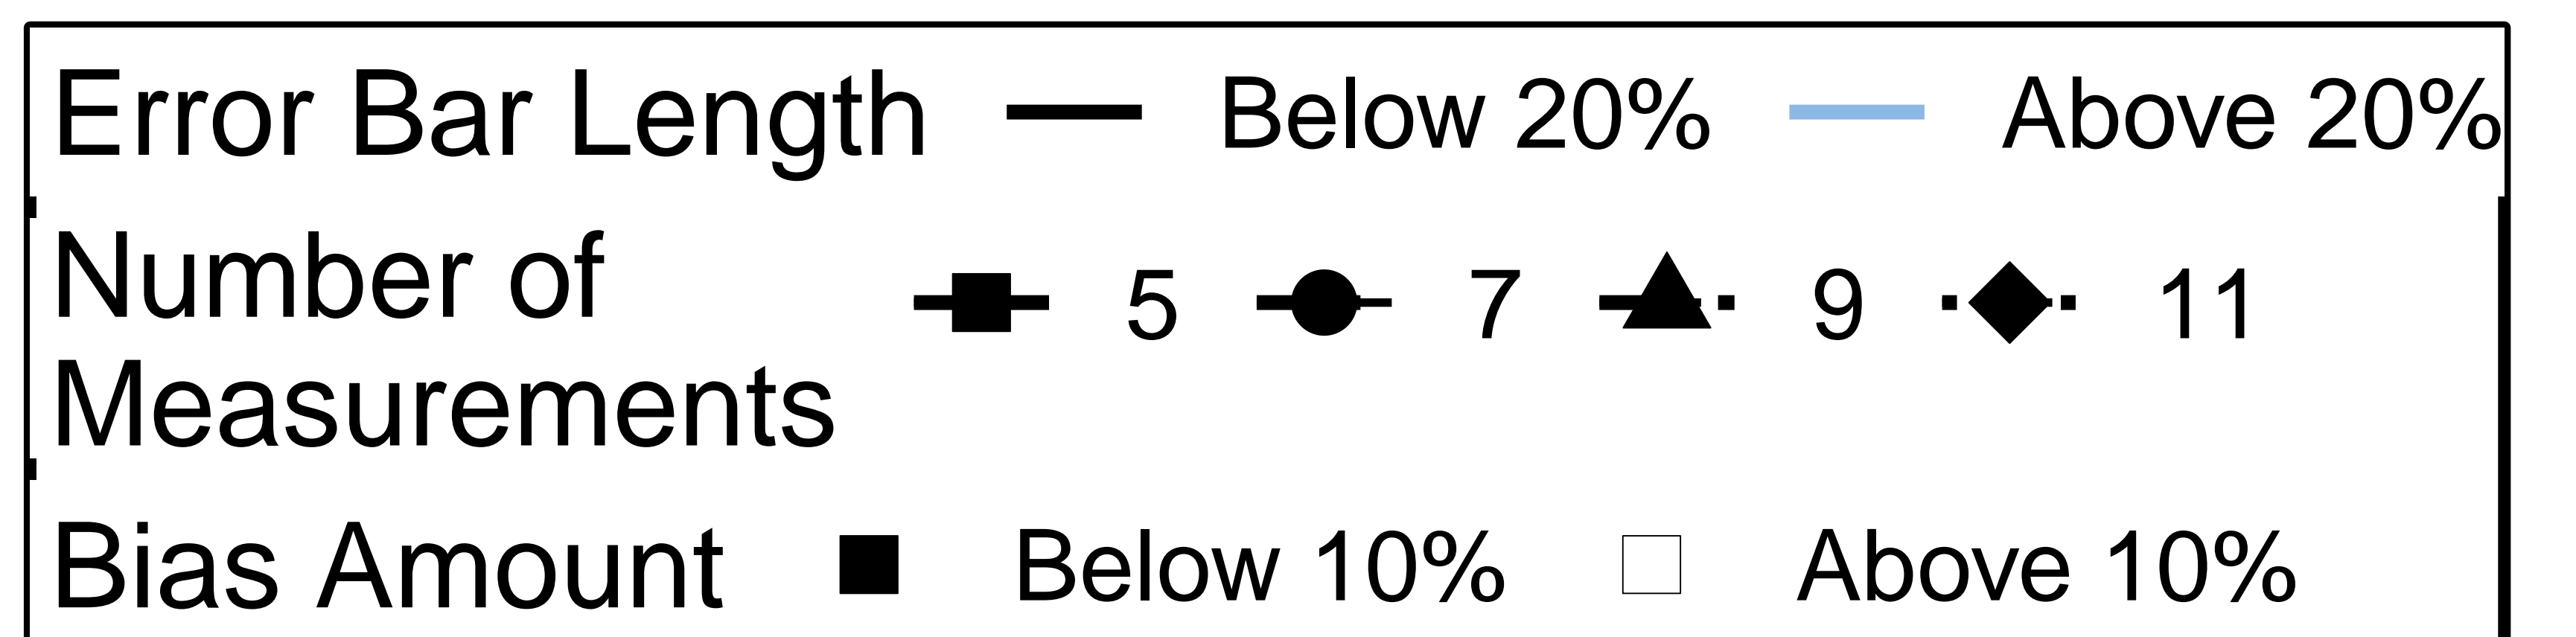 Error Bar Length Below 20% Above 20%
Number of 5 7 9 11
Measurements
Bias Amount Below 10% Above 10%